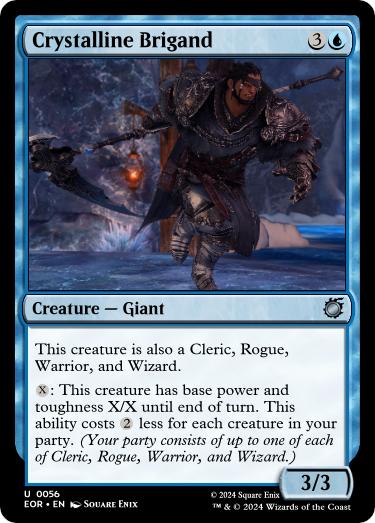 Crystalline Brigand 3
Creature — Giant
This creature is also a Cleric, Rogue,
Warrior, and Wizard.
X: This creature has base power and
toughness X/X until end of turn. This
ability costs 2 less for each creature in your
party. (Your party consists of up to one of each
of Cleric, Rogue, Warrior, and Wizard.)
3/3
U 0056
EOR • EN Square Enix
© 2024 Square Enix
™ & © 2024 Wizards of the Coast